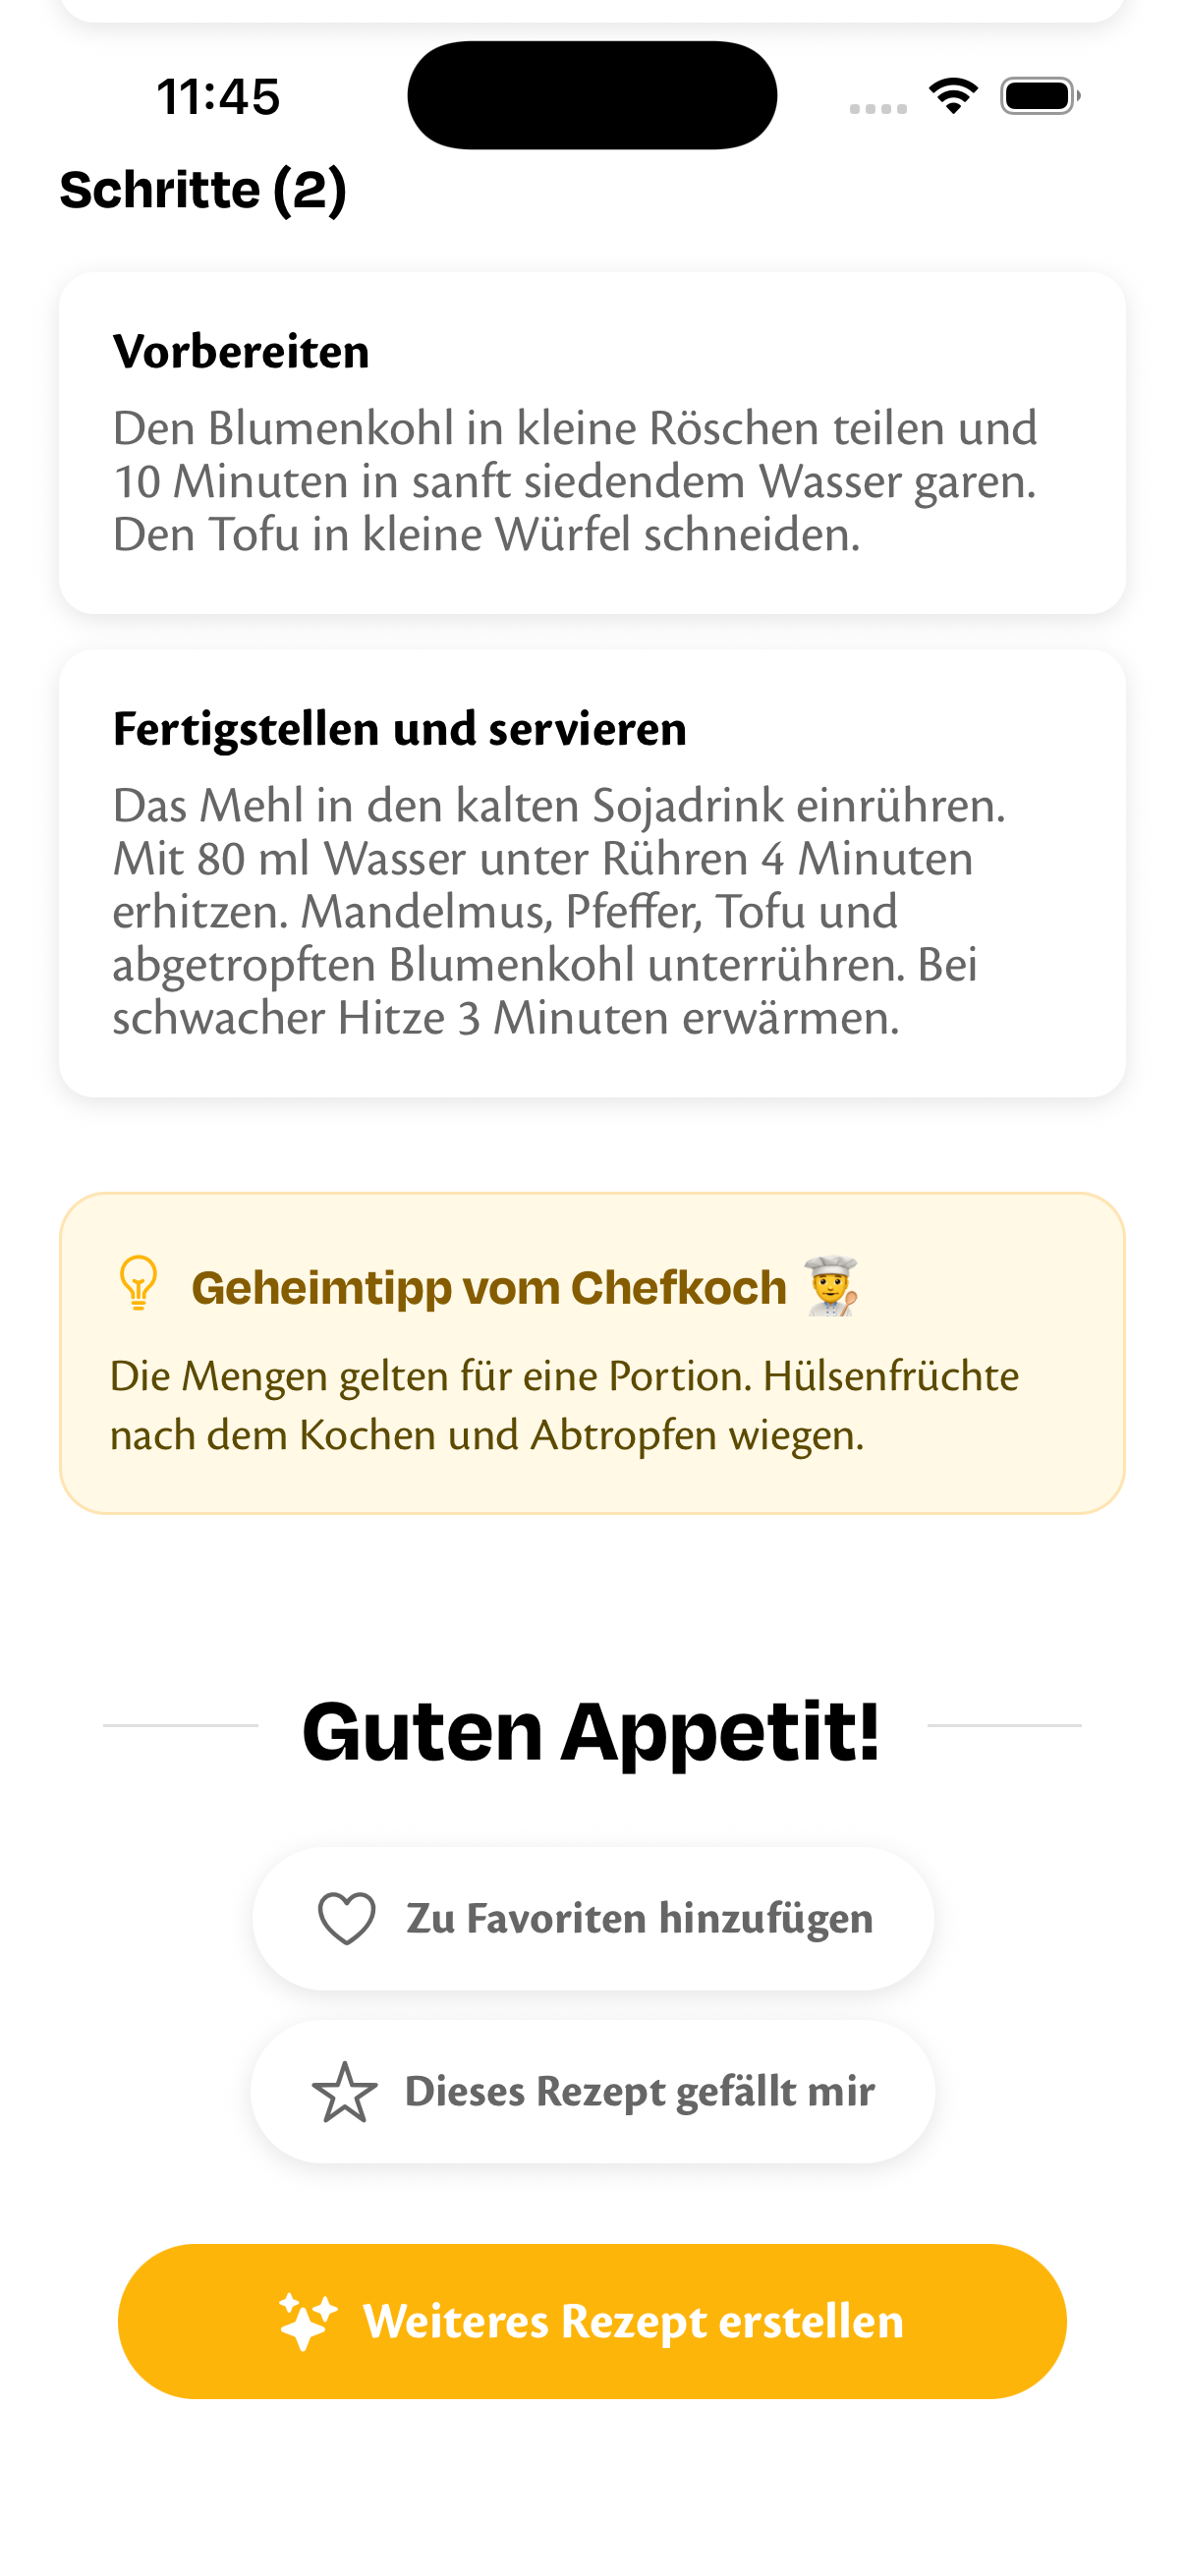 11:45
Schritte (2)
Vorbereiten
Den Blumenkohl in kleine Röschen teilen und
10 Minuten in sanft siedendem Wasser garen.
Den Tofu in kleine Würfel schneiden.
Fertigstellen und servieren
Das Mehl in den kalten Sojadrink einrühren.
Mit 80 ml Wasser unter Rühren 4 Minuten
erhitzen. Mandelmus, Pfeffer, Tofu und
abgetropften Blumenkohl unterrühren. Bei
schwacher Hitze 3 Minuten erwärmen.
Geheimtipp vom Chefkoch 👨‍🍳
Die Mengen gelten für eine Portion. Hülsenfrüchte
nach dem Kochen und Abtropfen wiegen.
Guten Appetit!
Zu Favoriten hinzufügen
Dieses Rezept gefällt mir
Weiteres Rezept erstellen